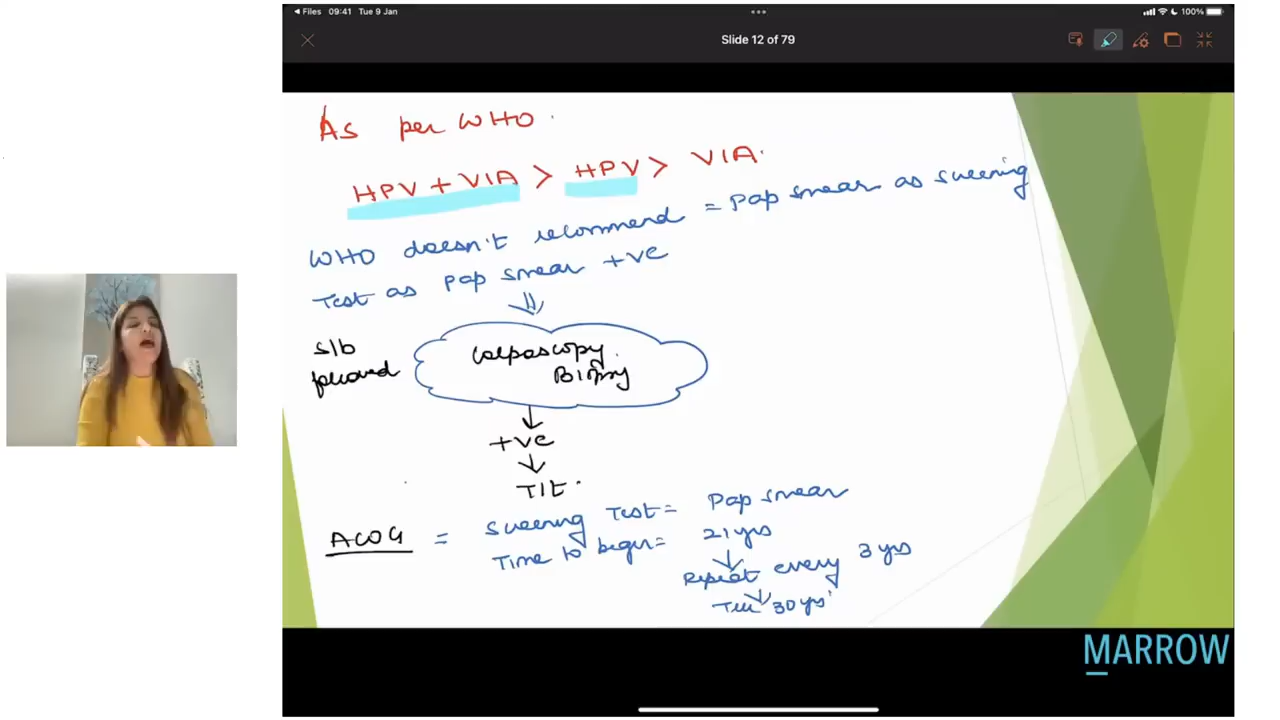 Files 09:41 Tue 9 Jan
100%
Slide 12 of 79
As per WHO.
HPV + VIA > HPV > VIA.
WHO doesn't recommend = Pap smear as screening
Test as Pap smear +ve
s/b
Colposcopy.
Biopsy
+ve
T/t.
ACOG = Screening Test = Pap smear
Time to begin = 21 yrs
Repeat every 3 yrs
Till 30 yrs
MARROW